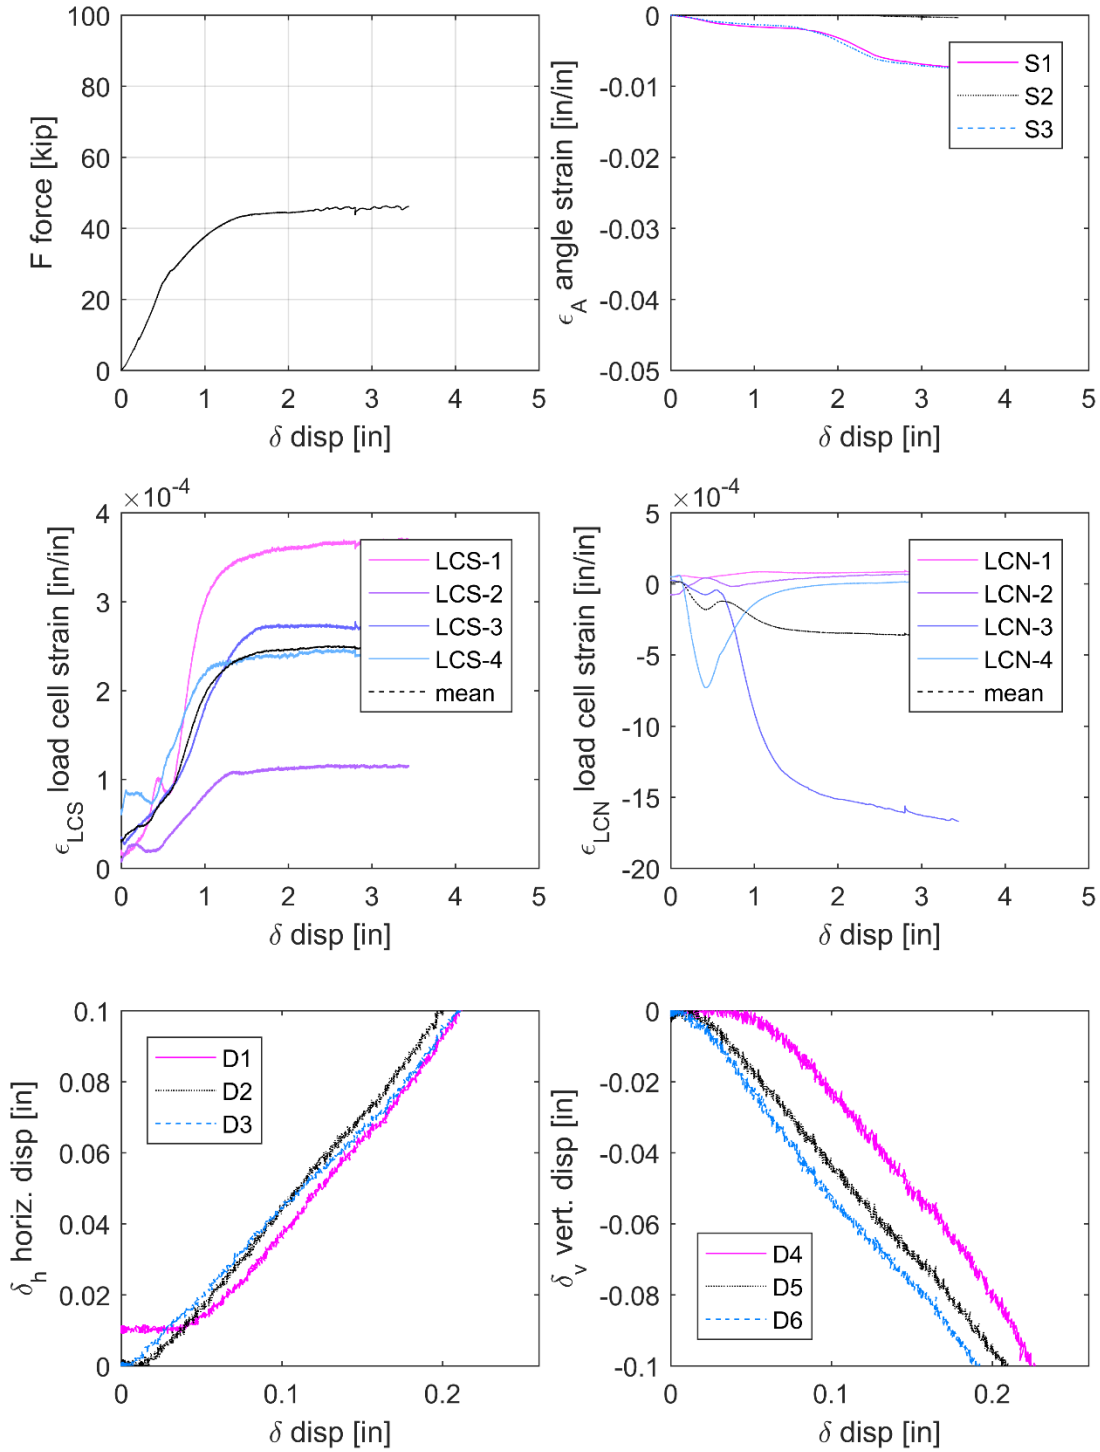 100
80
60
40
20
0
F force [kip]
0 1 2 3 4 5
δ disp [in]
0
-0.01
-0.02
-0.03
-0.04
-0.05
ϵA angle strain [in/in]
S1
S2
S3
0 1 2 3 4 5
δ disp [in]
×10-4
4
3
2
1
0
ϵLCS load cell strain [in/in]
LCS-1
LCS-2
LCS-3
LCS-4
mean
0 1 2 3 4 5
δ disp [in]
×10-4
5
0
-5
-10
-15
-20
ϵLCN load cell strain [in/in]
LCN-1
LCN-2
LCN-3
LCN-4
mean
0 1 2 3 4 5
δ disp [in]
0.1
0.08
0.06
0.04
0.02
0
δh horiz. disp [in]
D1
D2
D3
0 0.1 0.2
δ disp [in]
0
-0.02
-0.04
-0.06
-0.08
-0.1
δv vert. disp [in]
D4
D5
D6
0 0.1 0.2
δ disp [in]